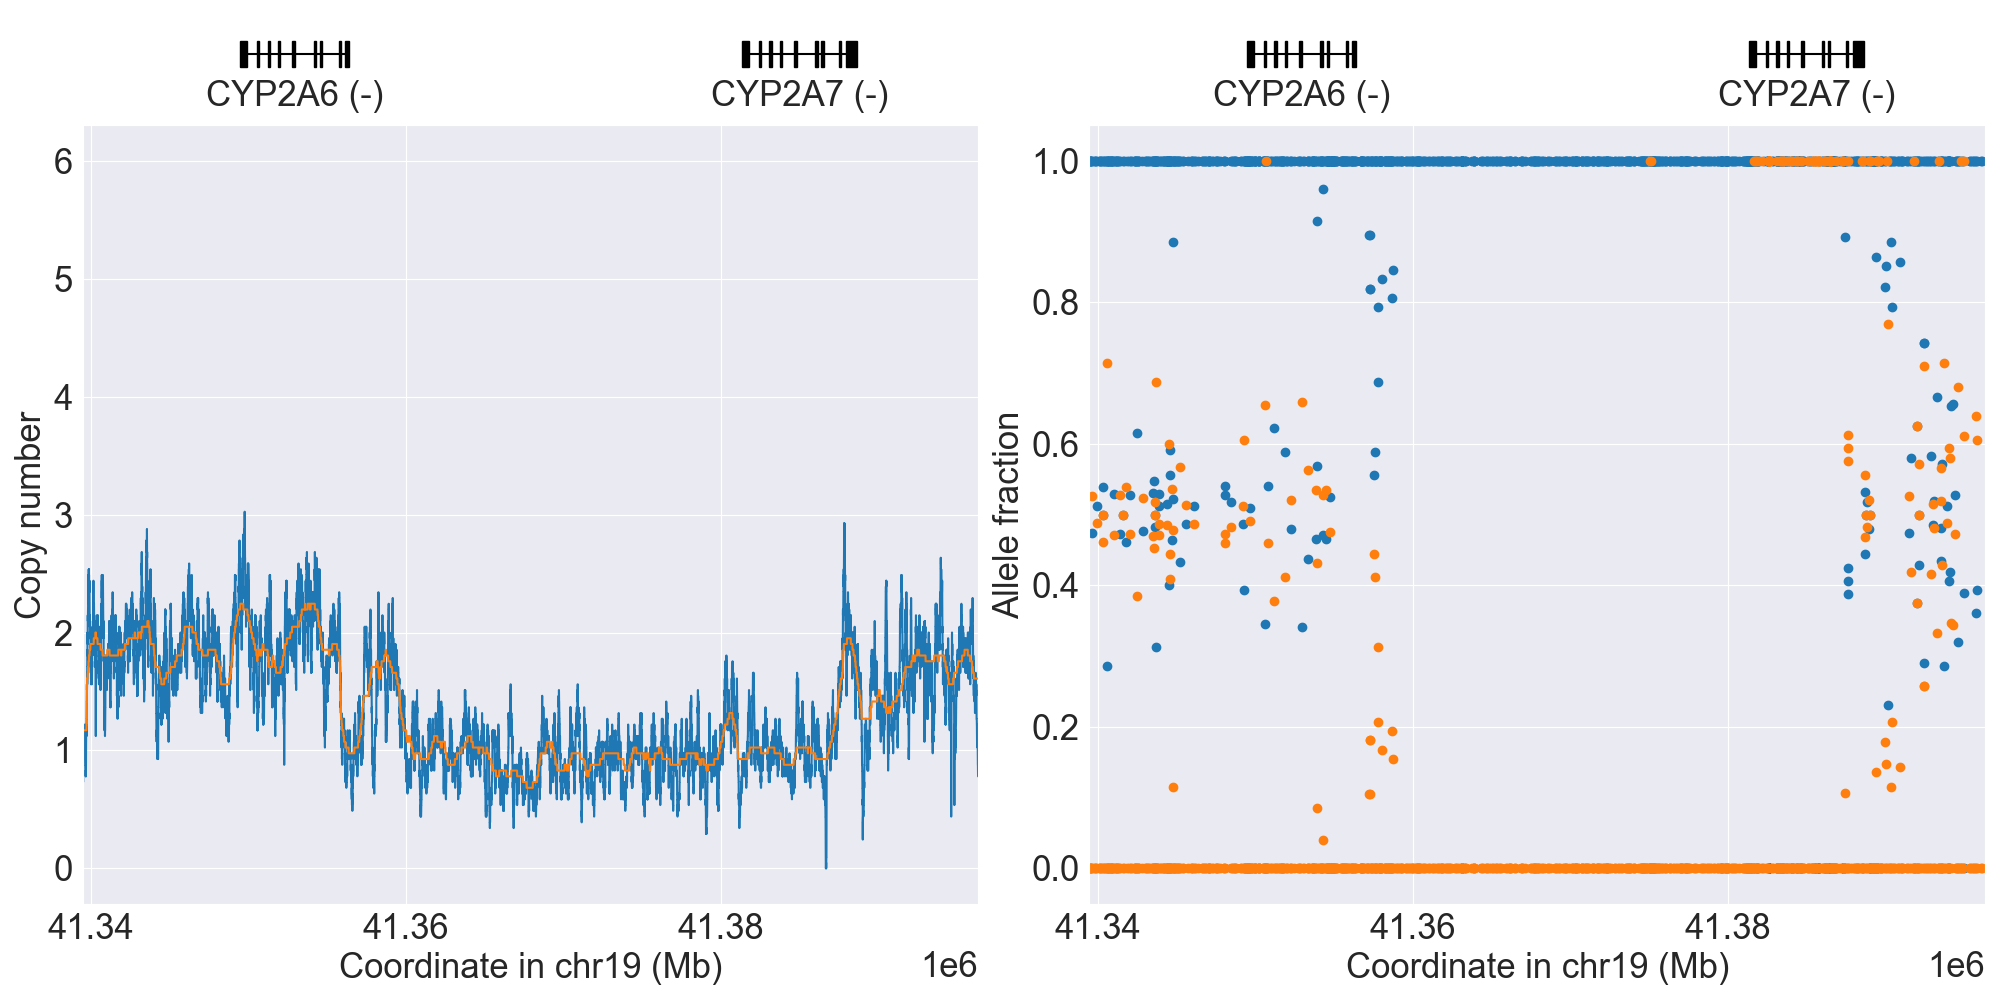 CYP2A6 (-)
CYP2A7 (-)
6
5
4
3
2
1
0
Copy number
41.34
41.36
41.38
Coordinate in chr19 (Mb)
1e6
CYP2A6 (-)
CYP2A7 (-)
1.0
0.8
0.6
0.4
0.2
0.0
Allele fraction
41.34
41.36
41.38
Coordinate in chr19 (Mb)
1e6